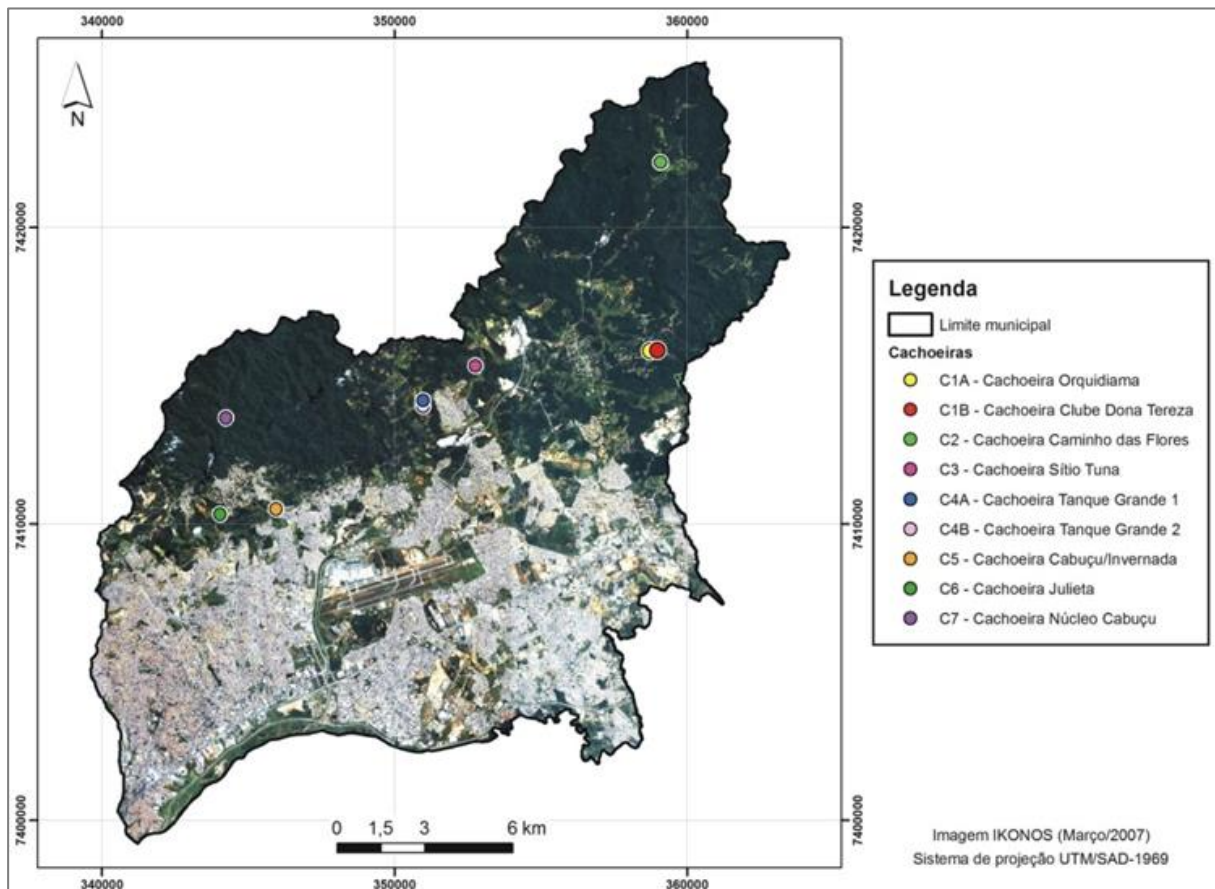 340000 350000 360000
N
7420000 7420000
7410000 7410000
7400000 7400000
0 1,5 3 6 km
340000 350000 360000
Legenda
Limite municipal
Cachoeiras
C1A - Cachoeira Orquidiama
C1B - Cachoeira Clube Dona Tereza
C2 - Cachoeira Caminho das Flores
C3 - Cachoeira Sítio Tuna
C4A - Cachoeira Tanque Grande 1
C4B - Cachoeira Tanque Grande 2
C5 - Cachoeira Cabuçu/Invernada
C6 - Cachoeira Julieta
C7 - Cachoeira Núcleo Cabuçu
Imagem IKONOS (Março/2007)
Sistema de projeção UTM/SAD-1969